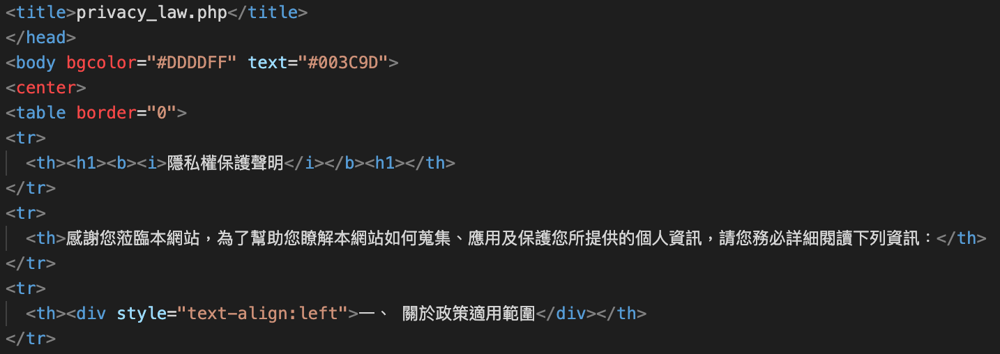 <title>privacy_law.php</title>
</head>
<body bgcolor="#DDDDFF" text="#003C9D">
<center>
<table border="0">
<tr>
<th><h1><b><i>隱私權保護聲明</i></b><h1></th>
</tr>
<tr>
<th>感謝您蒞臨本網站，為了幫助您瞭解本網站如何蒐集、應用及保護您所提供的個人資訊，請您務必詳細閱讀下列資訊：</th>
</tr>
<tr>
<th><div style="text-align:left">一、 關於政策適用範圍</div></th>
</tr>